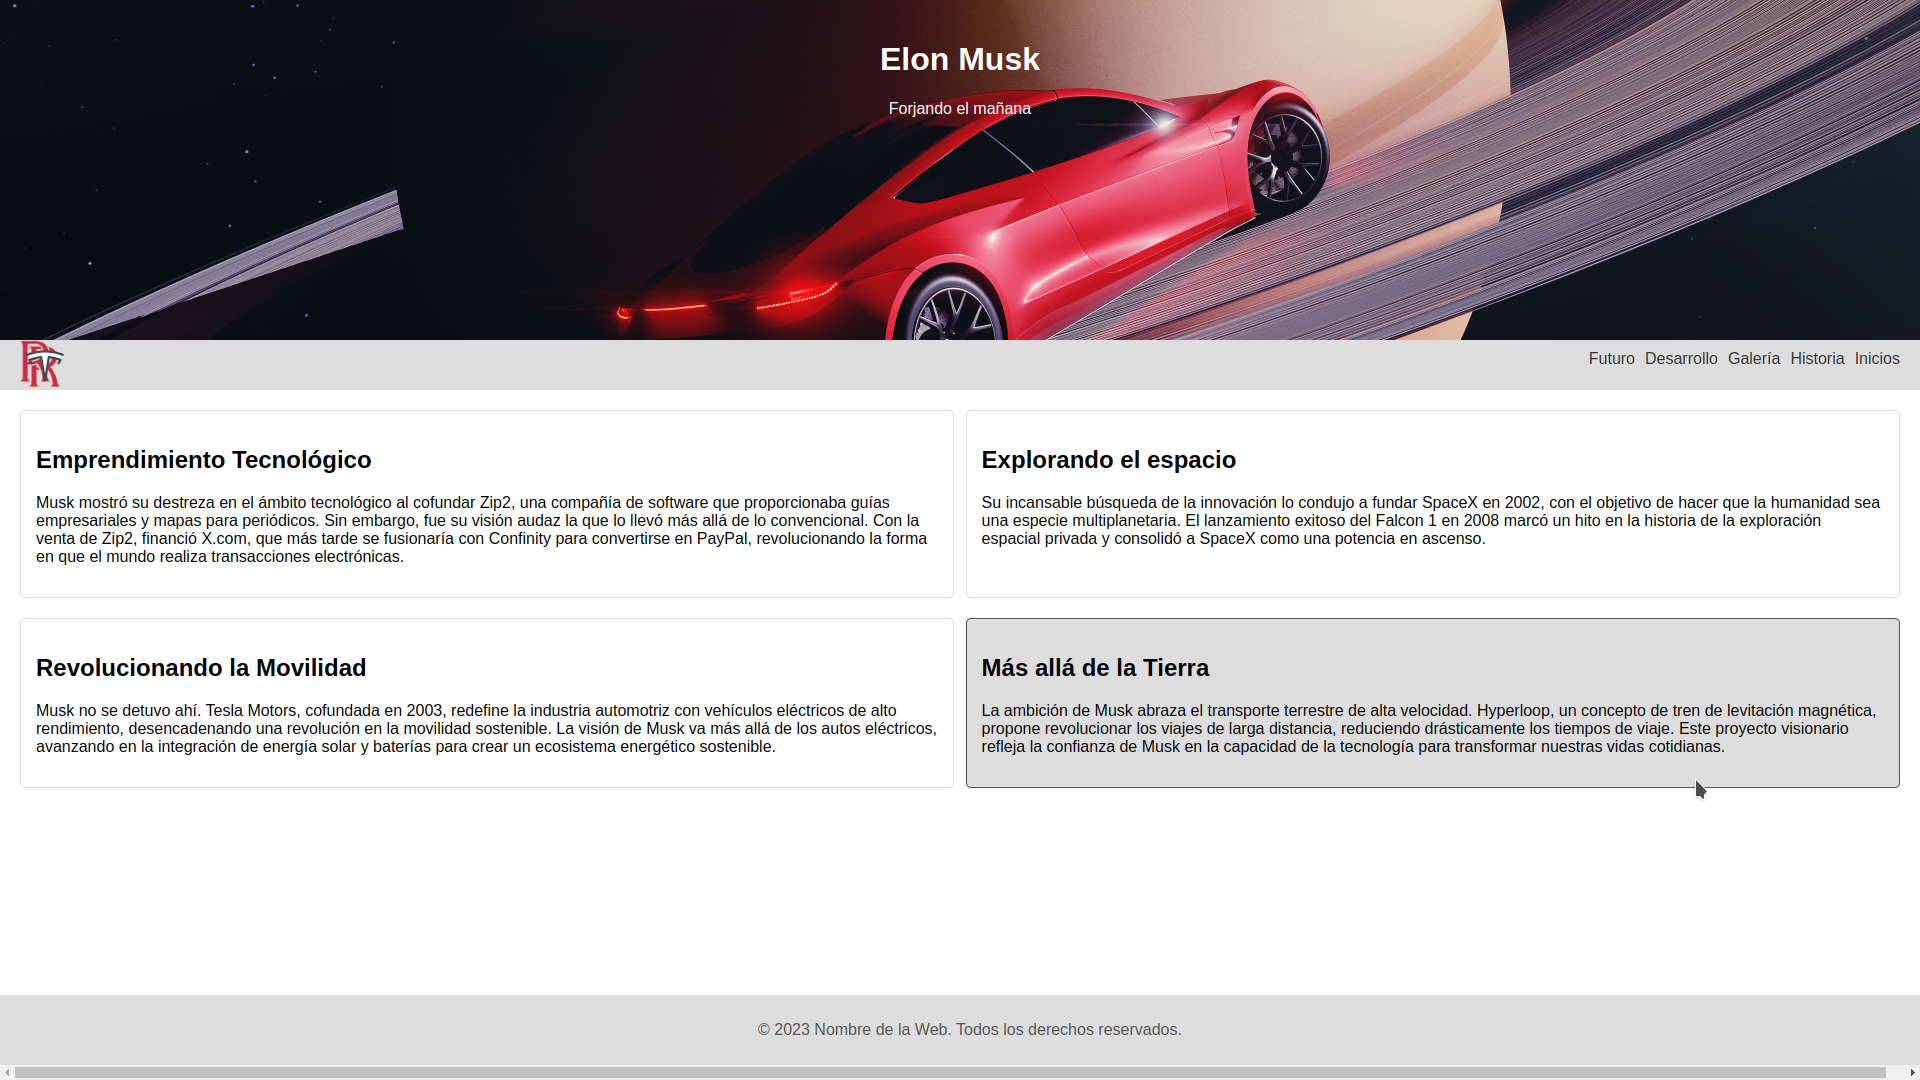 Elon Musk
Forjando el mañana
Futuro Desarrollo Galería Historia Inicios
Emprendimiento Tecnológico
Musk mostró su destreza en el ámbito tecnológico al cofundar Zip2, una compañía de software que proporcionaba guías
empresariales y mapas para periódicos. Sin embargo, fue su visión audaz la que lo llevó más allá de lo convencional. Con la
venta de Zip2, financió X.com, que más tarde se fusionaría con Confinity para convertirse en PayPal, revolucionando la forma
en que el mundo realiza transacciones electrónicas.
Explorando el espacio
Su incansable búsqueda de la innovación lo condujo a fundar SpaceX en 2002, con el objetivo de hacer que la humanidad sea
una especie multiplanetaria. El lanzamiento exitoso del Falcon 1 en 2008 marcó un hito en la historia de la exploración
espacial privada y consolidó a SpaceX como una potencia en ascenso.
Revolucionando la Movilidad
Musk no se detuvo ahí. Tesla Motors, cofundada en 2003, redefine la industria automotriz con vehículos eléctricos de alto
rendimiento, desencadenando una revolución en la movilidad sostenible. La visión de Musk va más allá de los autos eléctricos,
avanzando en la integración de energía solar y baterías para crear un ecosistema energético sostenible.
Más allá de la Tierra
La ambición de Musk abraza el transporte terrestre de alta velocidad. Hyperloop, un concepto de tren de levitación magnética,
propone revolucionar los viajes de larga distancia, reduciendo drásticamente los tiempos de viaje. Este proyecto visionario
refleja la confianza de Musk en la capacidad de la tecnología para transformar nuestras vidas cotidianas.
© 2023 Nombre de la Web. Todos los derechos reservados.